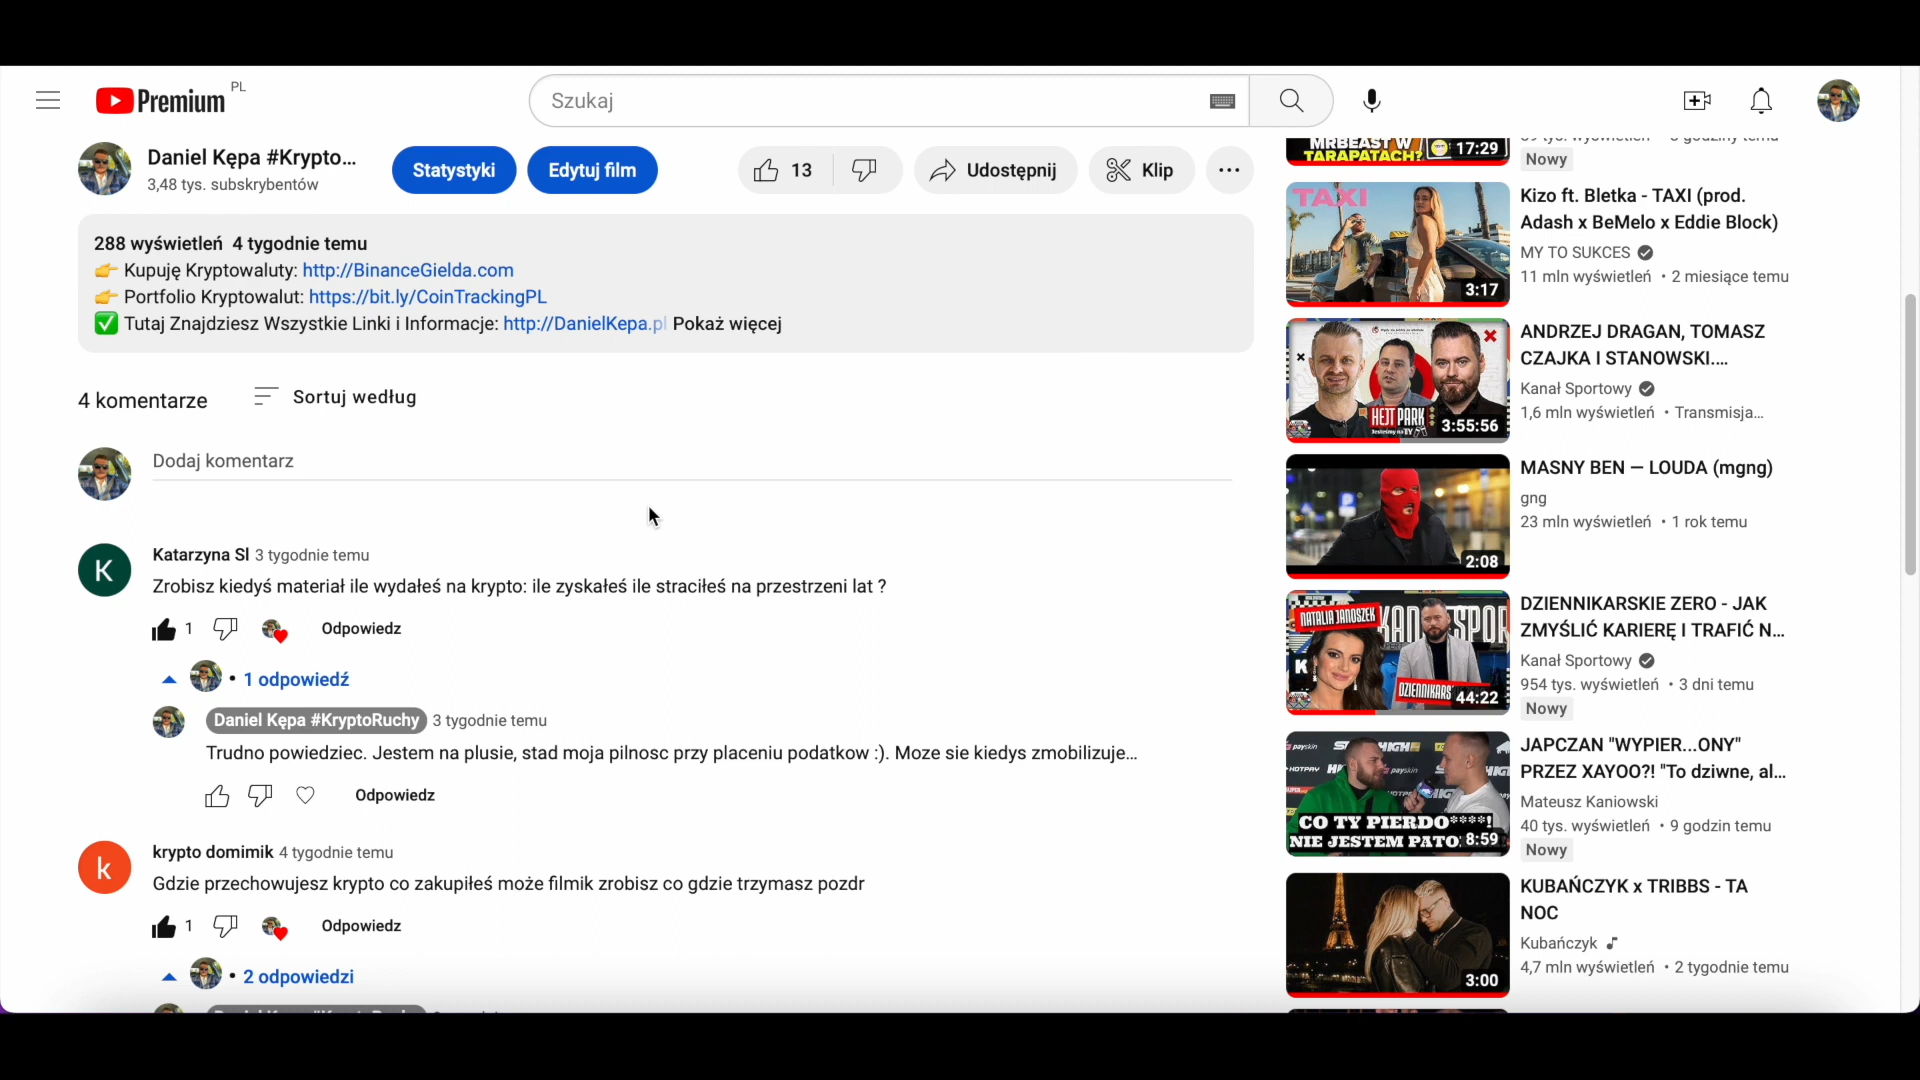 Premium PL
Szukaj
Daniel Kępa #Krypto...
3,48 tys. subskrybentów
Statystyki
Edytuj film
13
Udostępnij
Klip
288 wyświetleń 4 tygodnie temu
👉 Kupuję Kryptowaluty: http://BinanceGielda.com
👉 Portfolio Kryptowalut: https://bit.ly/CoinTrackingPL
✅ Tutaj Znajdziesz Wszystkie Linki i Informacje: http://DanielKepa.pl Pokaż więcej
4 komentarze
Sortuj według
Dodaj komentarz
K
Katarzyna Sl 3 tygodnie temu
Zrobisz kiedyś materiał ile wydałeś na krypto: ile zyskałeś ile straciłeś na przestrzeni lat ?
1
Odpowiedz
• 1 odpowiedź
Daniel Kępa #KryptoRuchy 3 tygodnie temu
Trudno powiedziec. Jestem na plusie, stad moja pilnosc przy placeniu podatkow :). Moze sie kiedys zmobilizuje...
Odpowiedz
k
krypto domimik 4 tygodnie temu
Gdzie przechowujesz krypto co zakupiłeś może filmik zrobisz co gdzie trzymasz pozdr
1
Odpowiedz
• 2 odpowiedzi
MRBEAST W
TARAPATACH?
17:29
Nowy
TAXI
3:17
Kizo ft. Bletka - TAXI (prod.
Adash x BeMelo x Eddie Block)
MY TO SUKCES
11 mln wyświetleń • 2 miesiące temu
HEJT PARK
3:55:56
ANDRZEJ DRAGAN, TOMASZ
CZAJKA I STANOWSKI....
Kanał Sportowy
1,6 mln wyświetleń • Transmisja...
2:08
MASNY BEN — LOUDA (mgng)
gng
23 mln wyświetleń • 1 rok temu
NATALIA JANOSZEK
DZIENNIKARS
44:22
DZIENNIKARSKIE ZERO - JAK
ZMYŚLIĆ KARIERĘ I TRAFIĆ N...
Kanał Sportowy
954 tys. wyświetleń • 3 dni temu
Nowy
CO TY PIERDO****!
NIE JESTEM PATO
8:59
JAPCZAN "WYPIER...ONY"
PRZEZ XAYOO?! "To dziwne, al...
Mateusz Kaniowski
40 tys. wyświetleń • 9 godzin temu
Nowy
3:00
KUBAŃCZYK x TRIBBS - TA
NOC
Kubańczyk
4,7 mln wyświetleń • 2 tygodnie temu